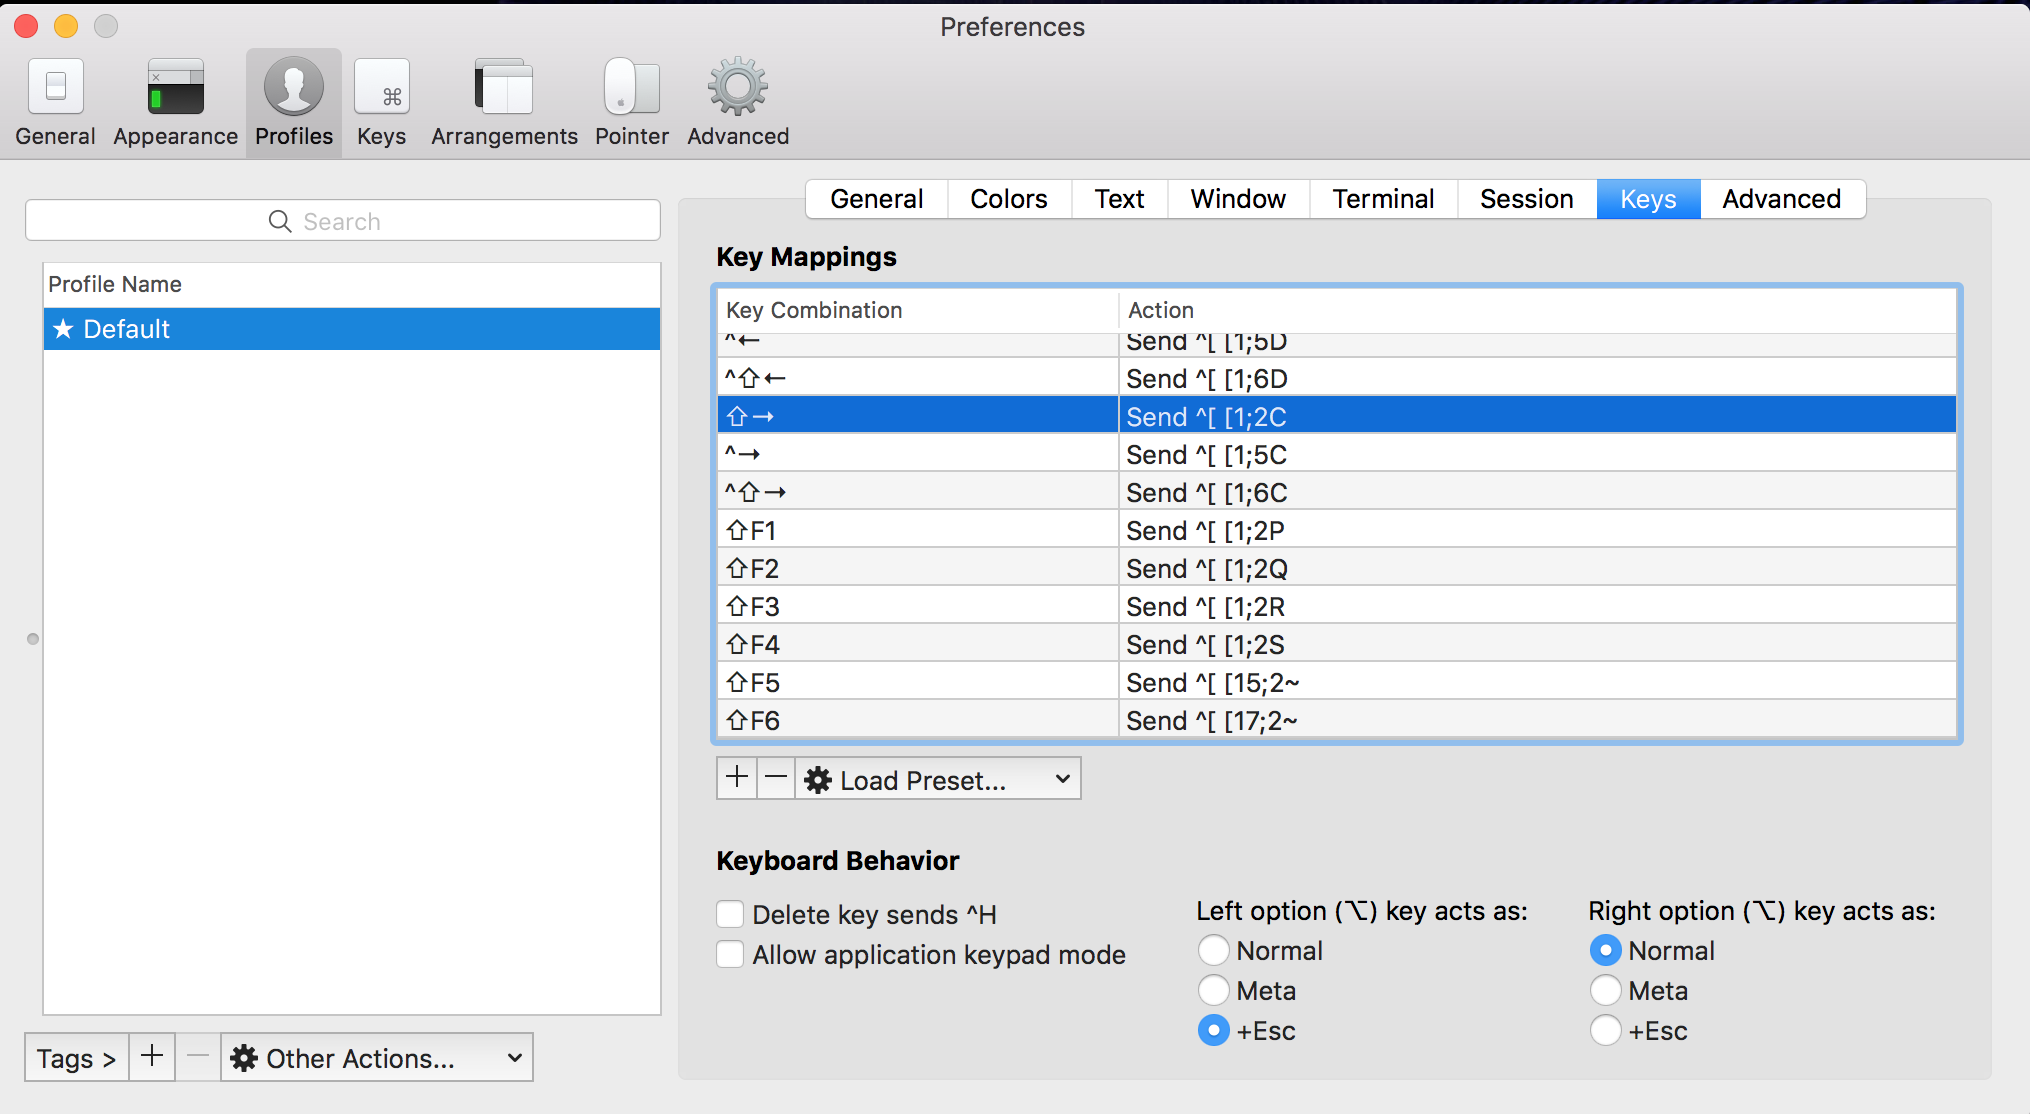 Preferences
General Appearance Profiles Keys Arrangements Pointer Advanced
Search
Profile Name
★ Default
Tags > + — Other Actions...
General Colors Text Window Terminal Session Keys Advanced
Key Mappings
Key Combination Action
^← Send ^[ [1;5D
^⇧← Send ^[ [1;6D
⇧→ Send ^[ [1;2C
^→ Send ^[ [1;5C
^⇧→ Send ^[ [1;6C
⇧F1 Send ^[ [1;2P
⇧F2 Send ^[ [1;2Q
⇧F3 Send ^[ [1;2R
⇧F4 Send ^[ [1;2S
⇧F5 Send ^[ [15;2~
⇧F6 Send ^[ [17;2~
+ — Load Preset...
Keyboard Behavior
Delete key sends ^H
Allow application keypad mode
Left option (⌥) key acts as:
Normal
Meta
+Esc
Right option (⌥) key acts as:
Normal
Meta
+Esc